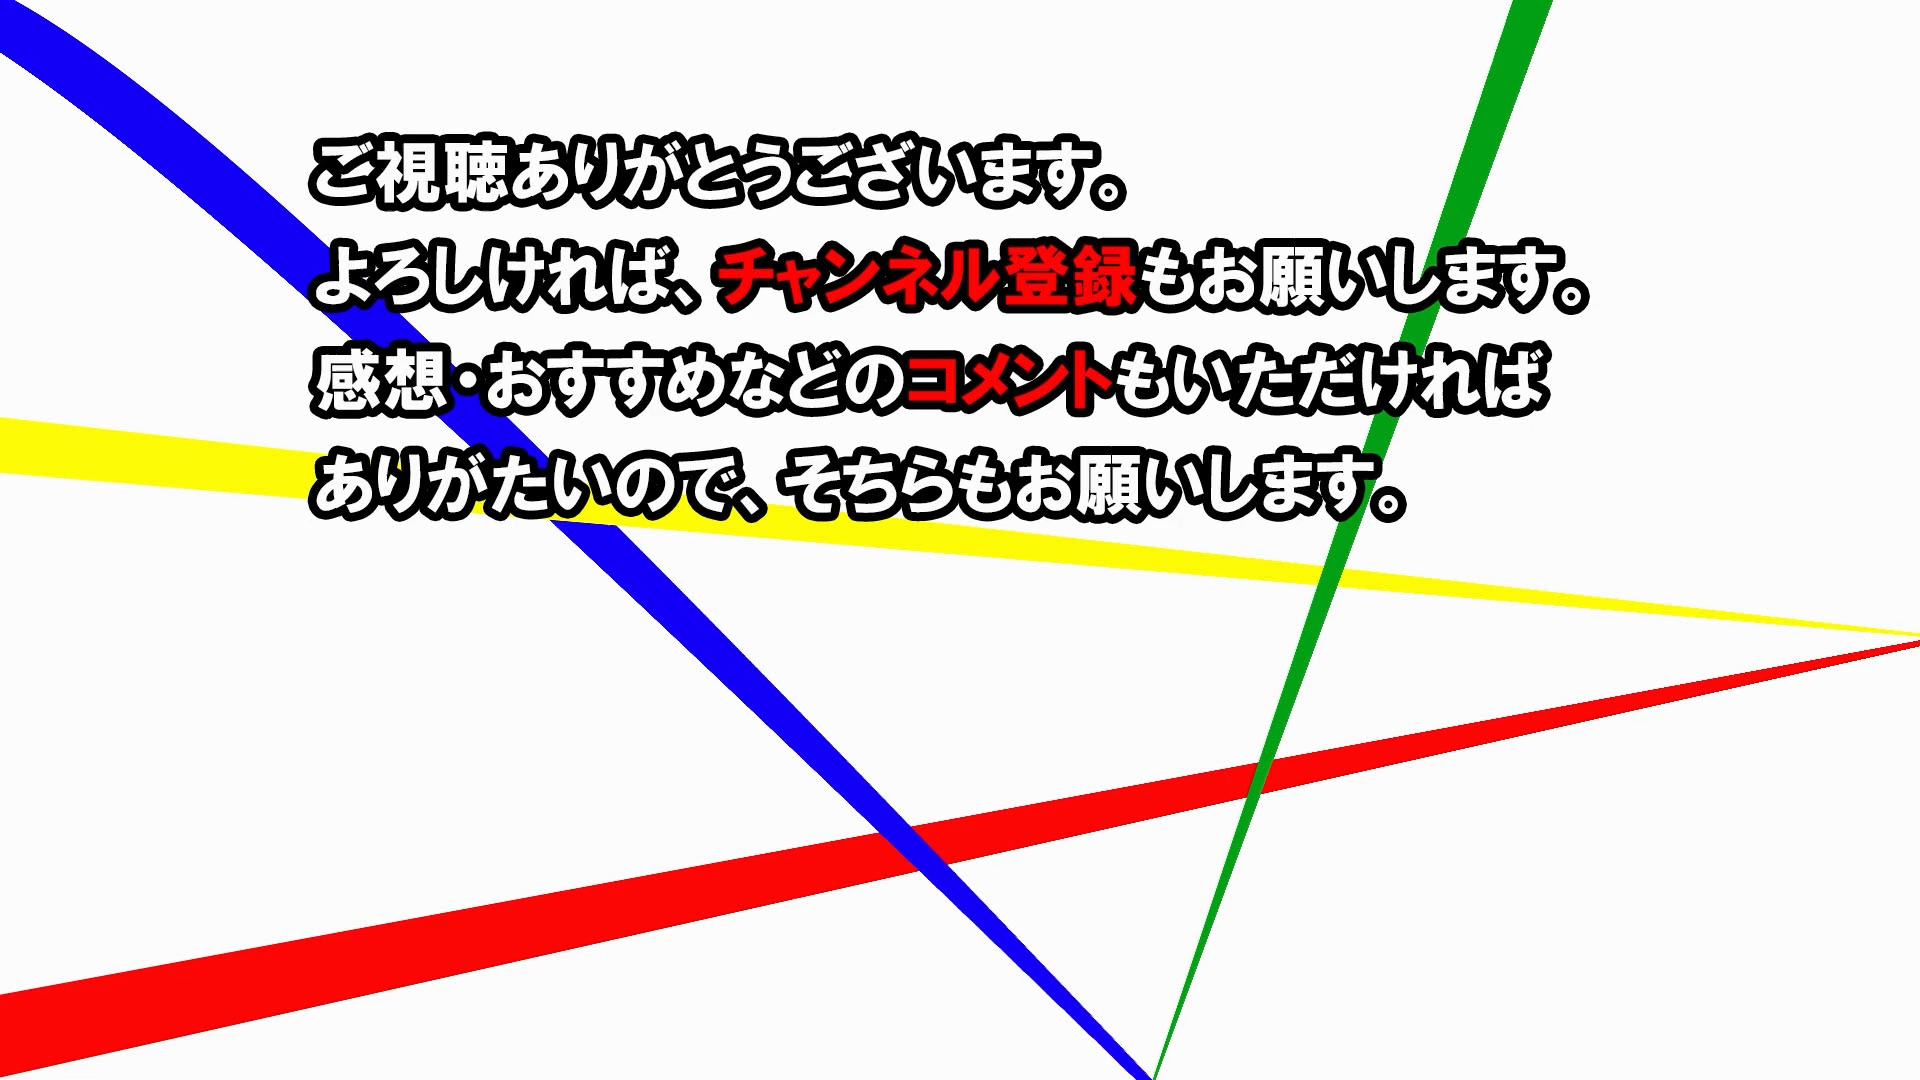 ご視聴ありがとうございます。
よろしければ、チャンネル登録もお願いします。
感想・おすすめなどのコメントもいただければ
ありがたいので、そちらもお願いします。